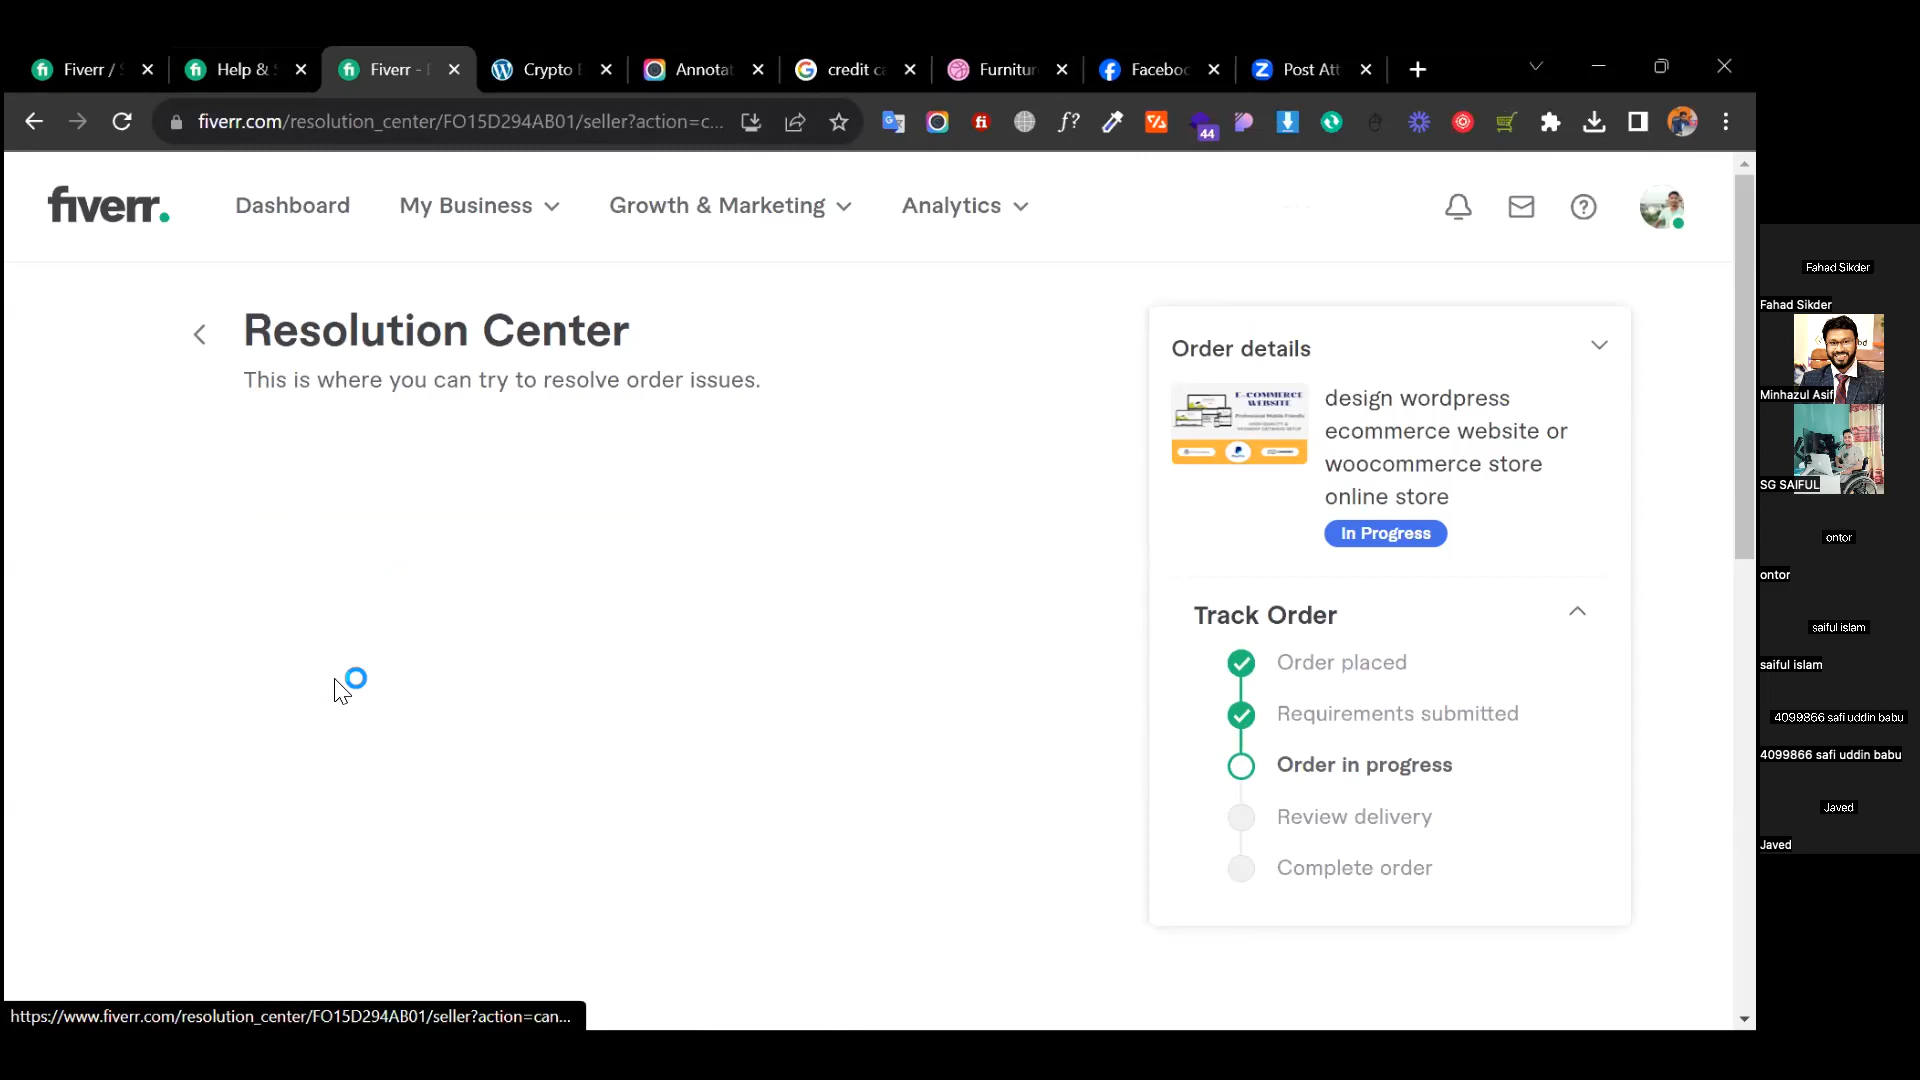 Fiverr /
Help &
Fiverr -
Crypto
Annotat
credit ca
Furnitur
Faceboo
Post Att
fiverr.com/resolution_center/FO15D294AB01/seller?action=c...
44
fiverr.
Dashboard
My Business
Growth & Marketing
Analytics
Resolution Center
This is where you can try to resolve order issues.
Order details
E-COMMERCE
WEBSITE
design wordpress
ecommerce website or
woocommerce store
online store
In Progress
Track Order
Order placed
Requirements submitted
Order in progress
Review delivery
Complete order
https://www.fiverr.com/resolution_center/FO15D294AB01/seller?action=can...
Fahad Sikder
Fahad Sikder
Minhazul Asif
SG SAIFUL
ontor
ontor
saiful islam
saiful islam
4099866 safi uddin babu
4099866 safi uddin babu
Javed
Javed